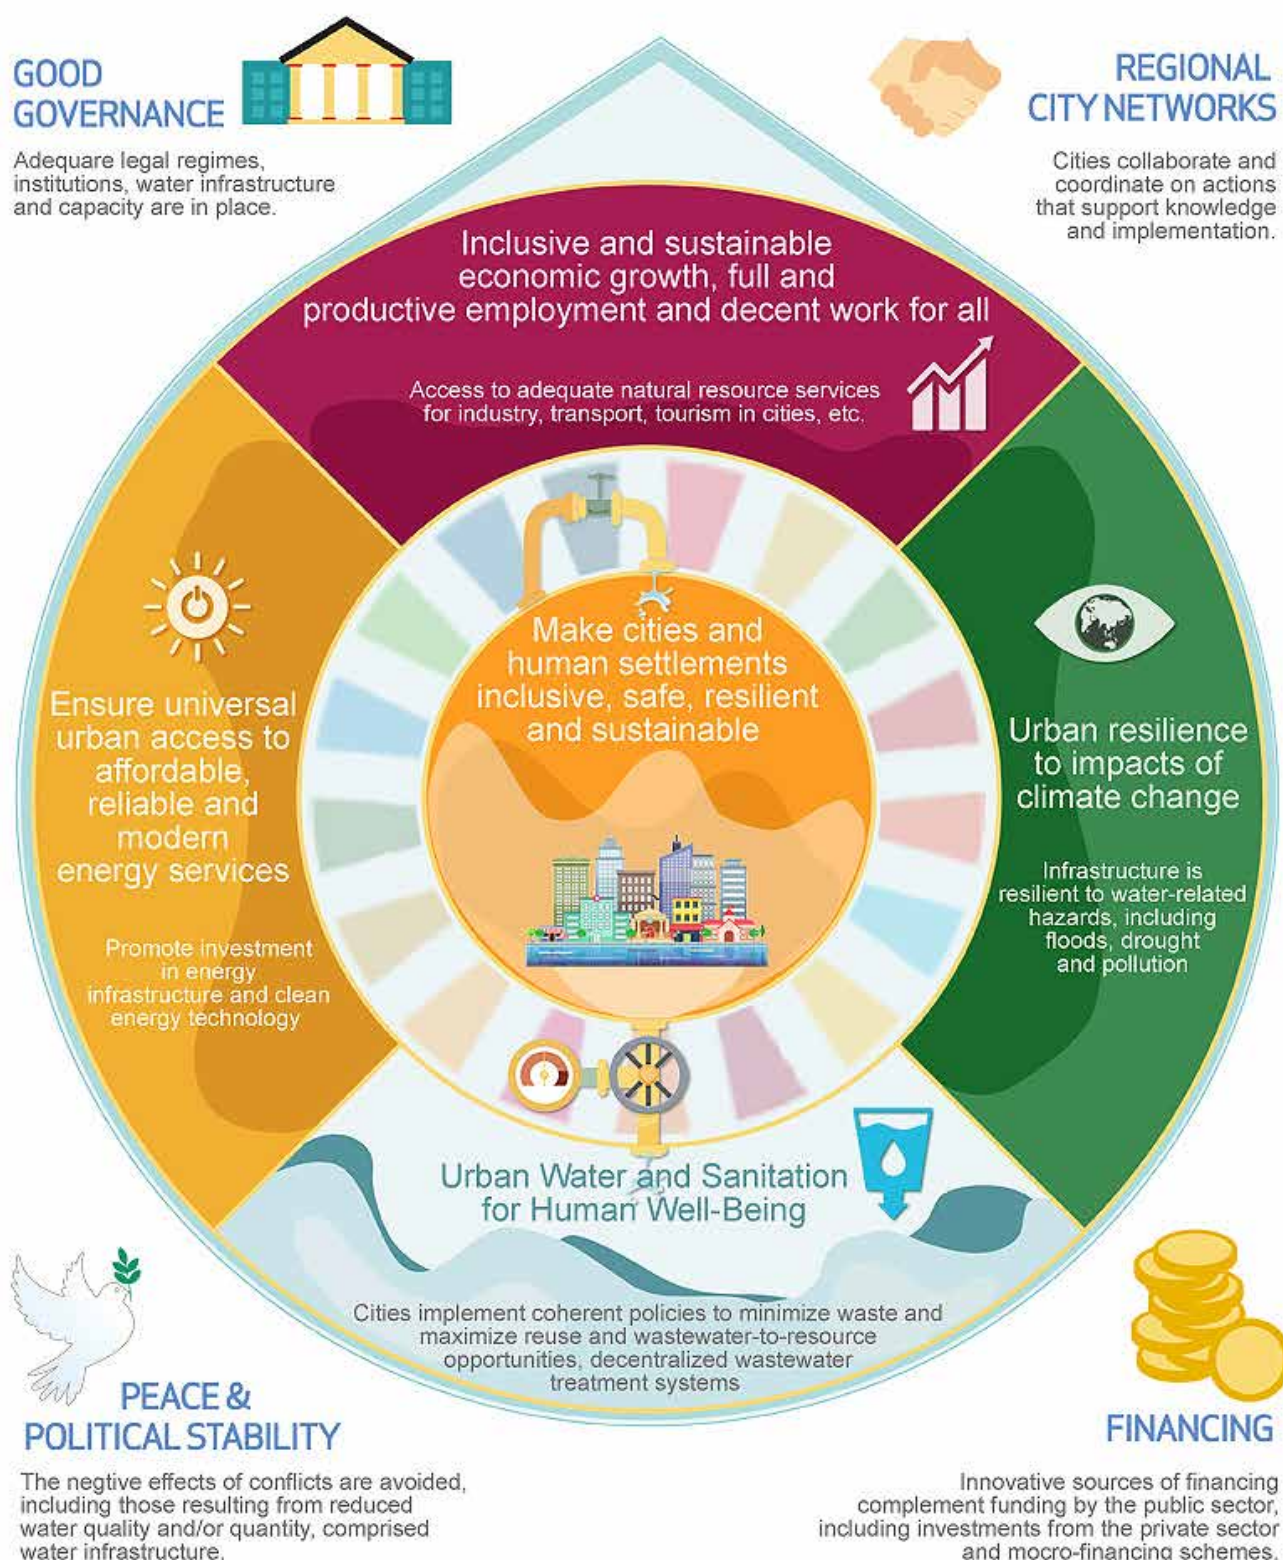 GOOD
GOVERNANCE
Adequare legal regimes,
institutions, water infrastructure
and capacity are in place.
REGIONAL
CITY NETWORKS
Cities collaborate and
coordinate on actions
that support knowledge
and implementation.
Inclusive and sustainable
economic growth, full and
productive employment and decent work for all
Access to adequate natural resource services
for industry, transport, tourism in cities, etc.
Ensure universal
urban access to
affordable,
reliable and
modern
energy services
Promote investment
in energy
infrastructure and clean
energy technology
Make cities and
human settlements
inclusive, safe, resilient
and sustainable
Urban resilience
to impacts of
climate change
Infrastructure is
resilient to water-related
hazards, including
floods, drought
and pollution
Urban Water and Sanitation
for Human Well-Being
Cities implement coherent policies to minimize waste and
maximize reuse and wastewater-to-resource
opportunities, decentralized wastewater
treatment systems
PEACE &
POLITICAL STABILITY
The negtive effects of conflicts are avoided,
including those resulting from reduced
water quality and/or quantity, comprised
water infrastructure.
FINANCING
Innovative sources of financing
complement funding by the public sector,
including investments from the private sector
and mocro-financing schemes.